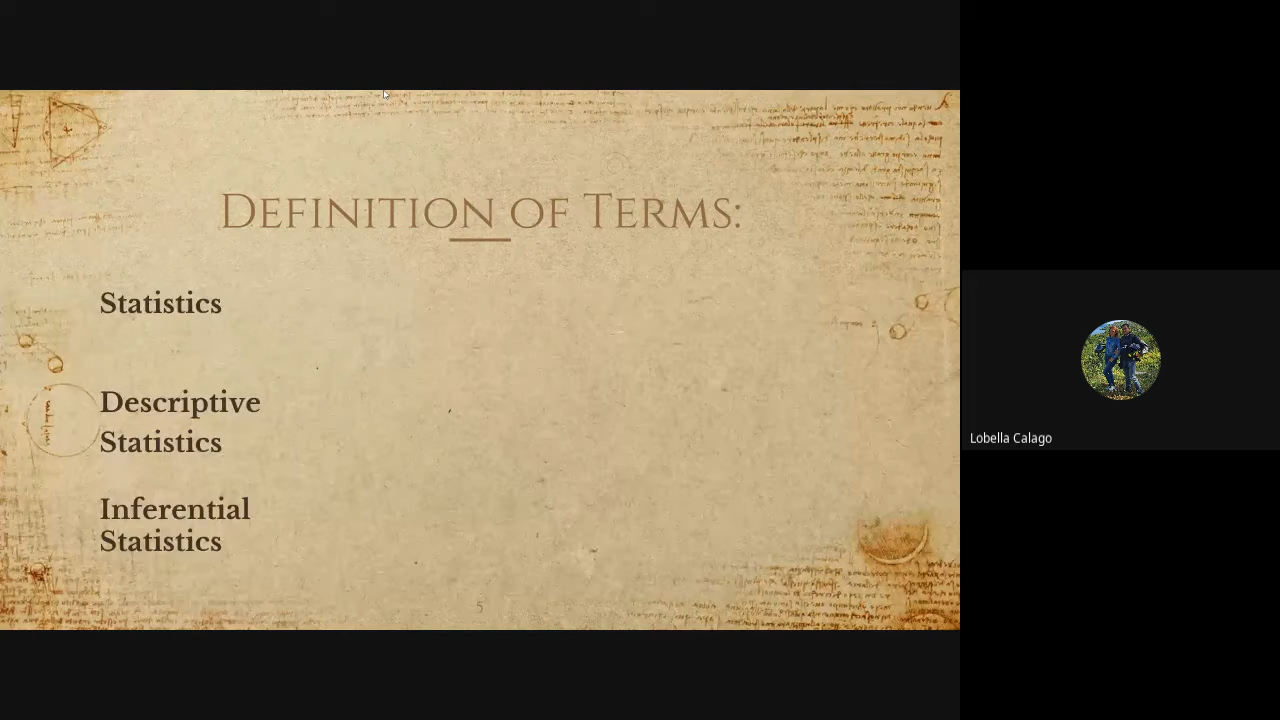 Definition of Terms:
Statistics
Descriptive
Statistics
Inferential
Statistics
5
Lobella Calago